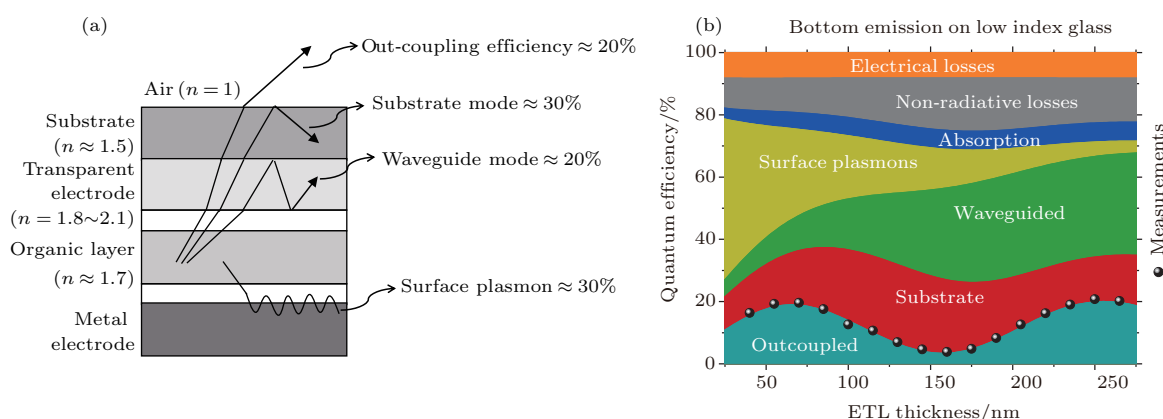 (a)
Out-coupling efficiency ≈ 20%
Air (n = 1)
Substrate mode ≈ 30%
Substrate
(n ≈ 1.5)
Waveguide mode ≈ 20%
Transparent
electrode
(n = 1.8~2.1)
Organic layer
(n ≈ 1.7)
Surface plasmon ≈ 30%
Metal
electrode
(b)
Bottom emission on low index glass
Quantum efficiency/%
100
80
60
40
20
0
Electrical losses
Non-radiative losses
Absorption
Surface plasmons
Waveguided
Substrate
Outcoupled
Measurements
50
100
150
200
250
ETL thickness/nm